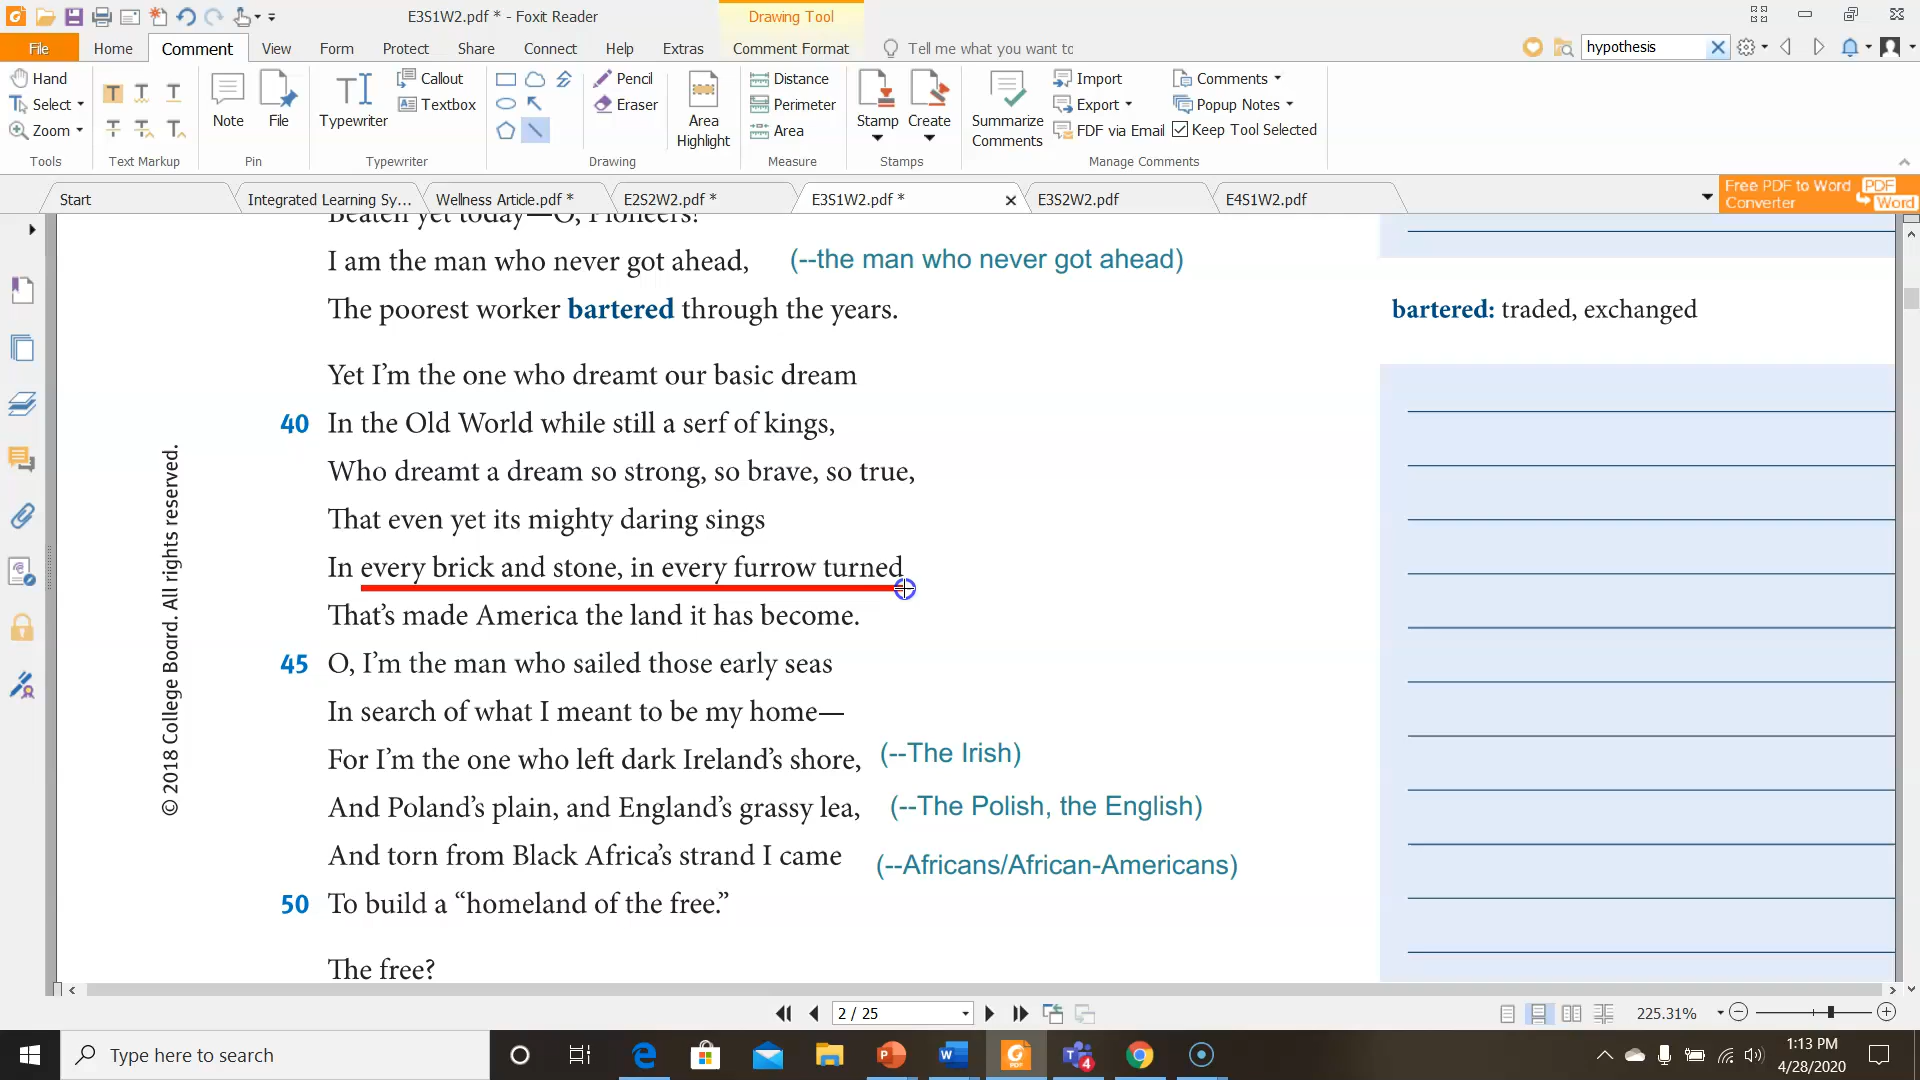 E3S1W2.pdf * - Foxit Reader
Drawing Tool
File
Home
Comment
View
Form
Protect
Share
Connect
Help
Extras
Comment Format
Tell me what you want to
hypothesis
Hand
Select
Zoom
Tools
Text Markup
Note
File
Pin
Typewriter
Callout
Textbox
Typewriter
Pencil
Eraser
Drawing
Area
Highlight
Distance
Perimeter
Area
Measure
Stamp
Create
Stamps
Summarize
Comments
Import
Export
FDF via Email
Comments
Popup Notes
Keep Tool Selected
Manage Comments
Start
Integrated Learning Sy...
Wellness Article.pdf *
E2S2W2.pdf *
E3S1W2.pdf *
E3S2W2.pdf
E4S1W2.pdf
Free PDF to Word
Converter
PDF
Word
Beaten yet today—O, Pioneers!
I am the man who never got ahead,
(--the man who never got ahead)
The poorest worker bartered through the years.
bartered: traded, exchanged
Yet I'm the one who dreamt our basic dream
40 In the Old World while still a serf of kings,
Who dreamt a dream so strong, so brave, so true,
That even yet its mighty daring sings
In every brick and stone, in every furrow turned
That's made America the land it has become.
45 O, I'm the man who sailed those early seas
In search of what I meant to be my home—
For I'm the one who left dark Ireland's shore,
(--The Irish)
And Poland's plain, and England's grassy lea,
(--The Polish, the English)
And torn from Black Africa's strand I came
(--Africans/African-Americans)
50 To build a “homeland of the free.”
The free?
© 2018 College Board. All rights reserved.
2 / 25
225.31%
Type here to search
4
1:13 PM
4/28/2020